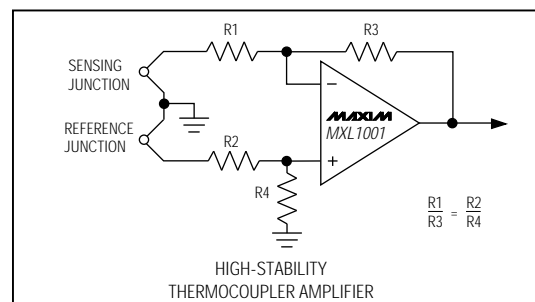 R1
R3
SENSING
JUNCTION
REFERENCE
JUNCTION
−
MAXIM
MXL1001
+
R2
R4
R1
R3
=
R2
R4
HIGH-STABILITY
THERMOCOUPLER AMPLIFIER